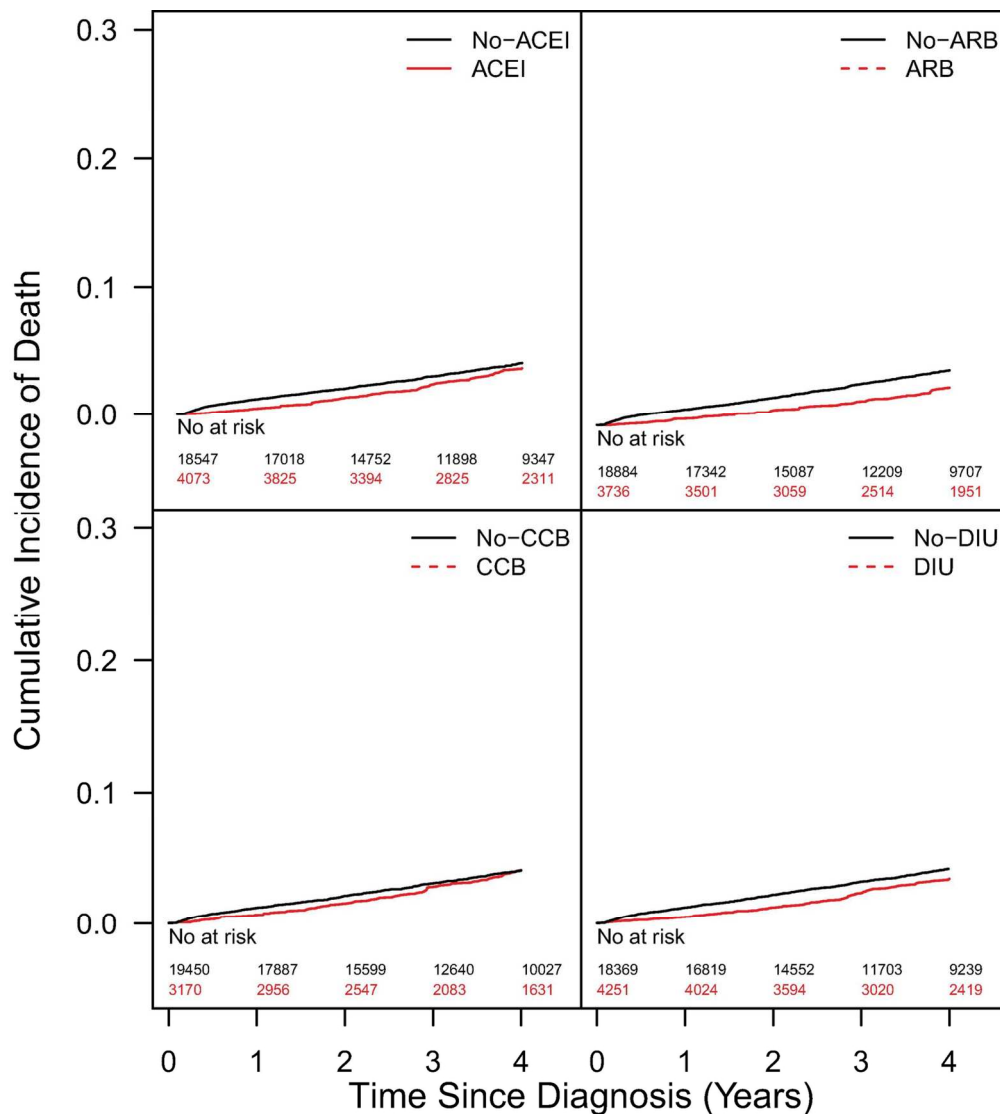 Cumulative Incidence of Death
0.3
0.2
0.1
0.0
No−ACEI
ACEI
No at risk
18547 17018 14752 11898 9347
4073 3825 3394 2825 2311
No−ARB
ARB
No at risk
18884 17342 15087 12209 9707
3736 3501 3059 2514 1951
0.3
0.2
0.1
0.0
No−CCB
CCB
No at risk
19450 17887 15599 12640 10027
3170 2956 2547 2083 1631
No−DIU
DIU
No at risk
18369 16819 14552 11703 9239
4251 4024 3594 3020 2419
0 1 2 3 4
0 1 2 3 4
Time Since Diagnosis (Years)